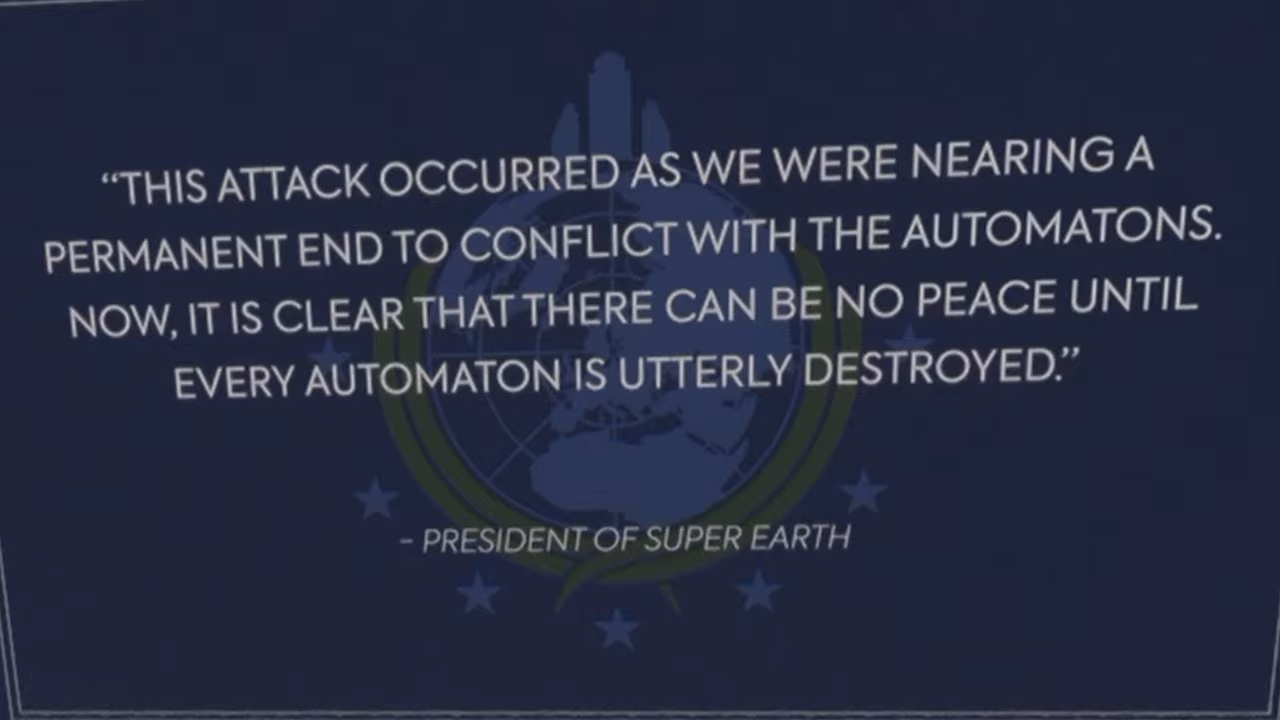 “THIS ATTACK OCCURRED AS WE WERE NEARING A
PERMANENT END TO CONFLICT WITH THE AUTOMATONS.
NOW, IT IS CLEAR THAT THERE CAN BE NO PEACE UNTIL
EVERY AUTOMATON IS UTTERLY DESTROYED.”
– PRESIDENT OF SUPER EARTH